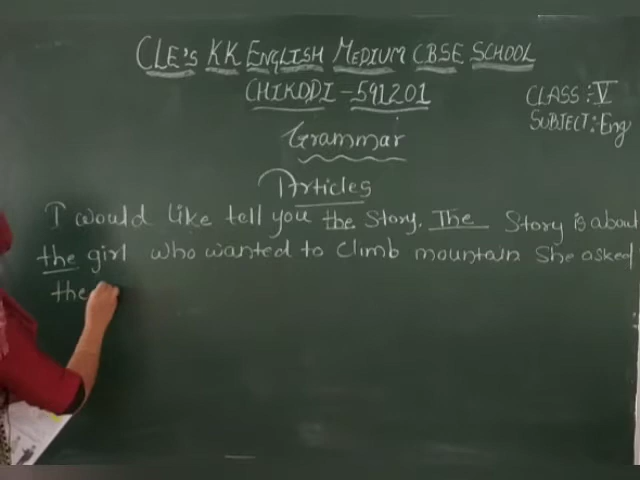 CLE's KK ENGLISH MEDIUM CBSE SCHOOL
CHIKODI - 591201
CLASS : V
SUBJECT : Eng
Grammar
Articles
I would like tell you the Story. The Story is about
the girl who wanted to climb mountain She asked
the